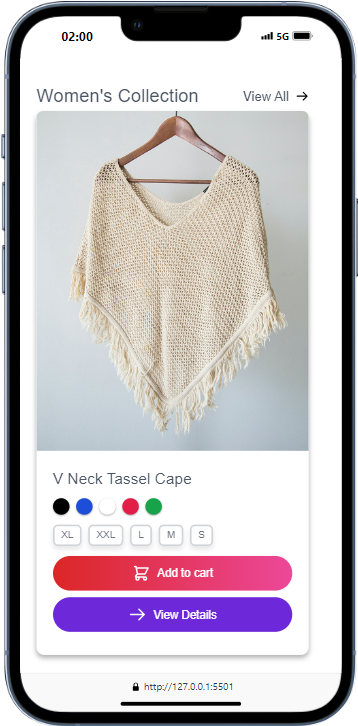 02:00 5G
Women's Collection View All
V Neck Tassel Cape
XL XXL L M S
Add to cart
View Details
http://127.0.0.1:5501